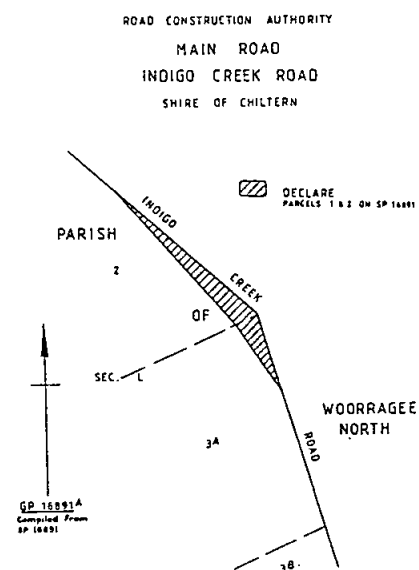 ROAD CONSTRUCTION AUTHORITY
MAIN ROAD
INDIGO CREEK ROAD
SHIRE OF CHILTERN
DECLARE
PARCELS 1 & 2 ON SP 16891
INDIGO
CREEK
ROAD
PARISH
2
OF
SEC. L
WOORRAGEE
NORTH
3A
3B.
GP 16891A
Compiled From
SP 16891